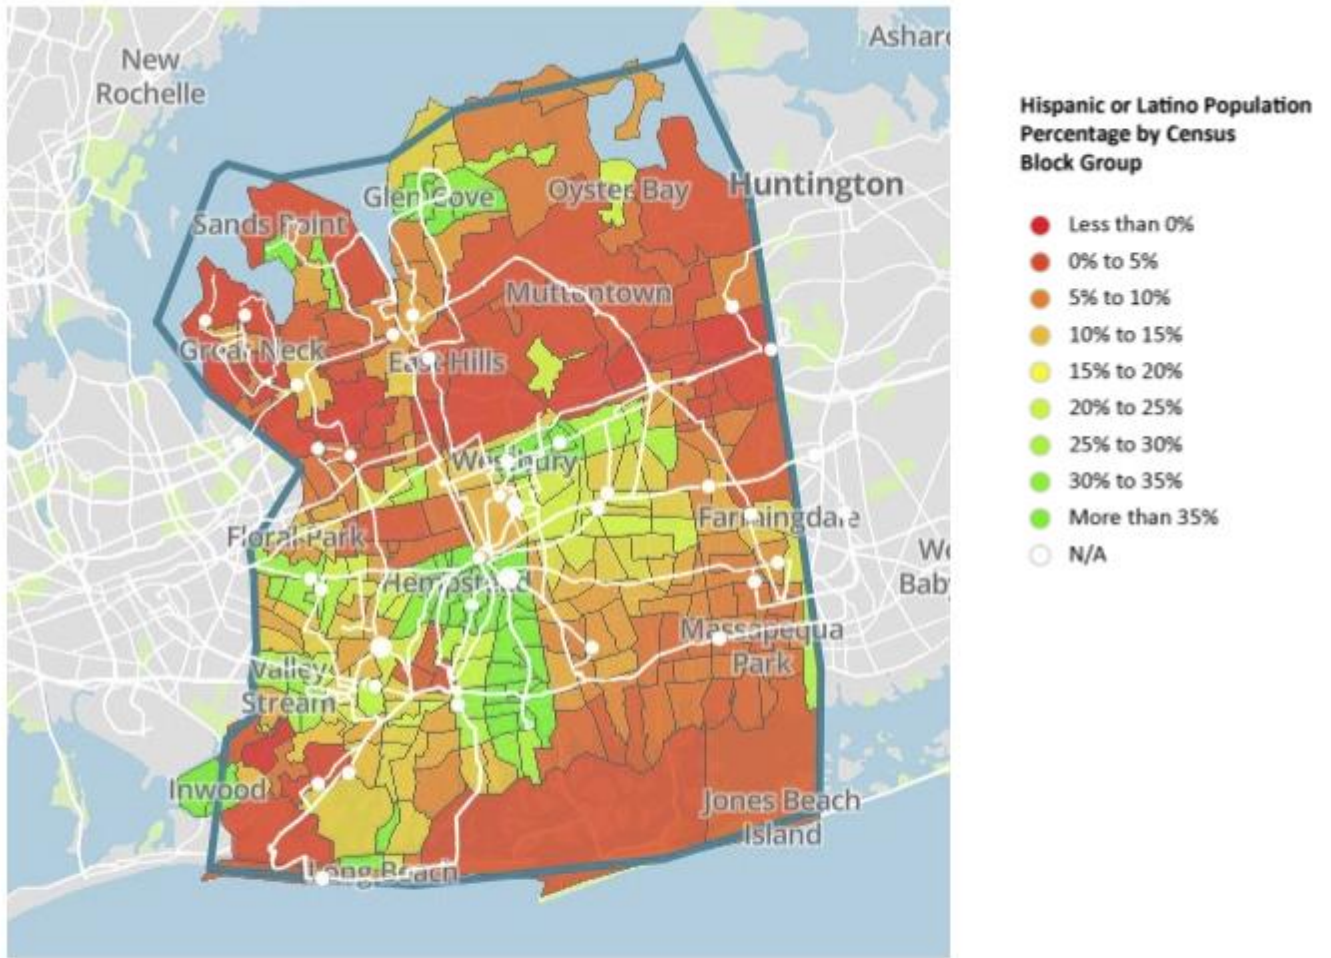 New
Rochelle
Ashar
Hispanic or Latino Population
Percentage by Census
Block Group
Glen Cove
Oyster Bay
Huntington
Sands Point
Less than 0%
0% to 5%
5% to 10%
10% to 15%
15% to 20%
20% to 25%
25% to 30%
30% to 35%
More than 35%
N/A
Muttontown
Great Neck
East Hills
Westbury
Floral Park
Farmingdale
Hempstead
We
Bab
Massapequa
Park
Valley
Stream
Inwood
Jones Beach
Island
Long Beach